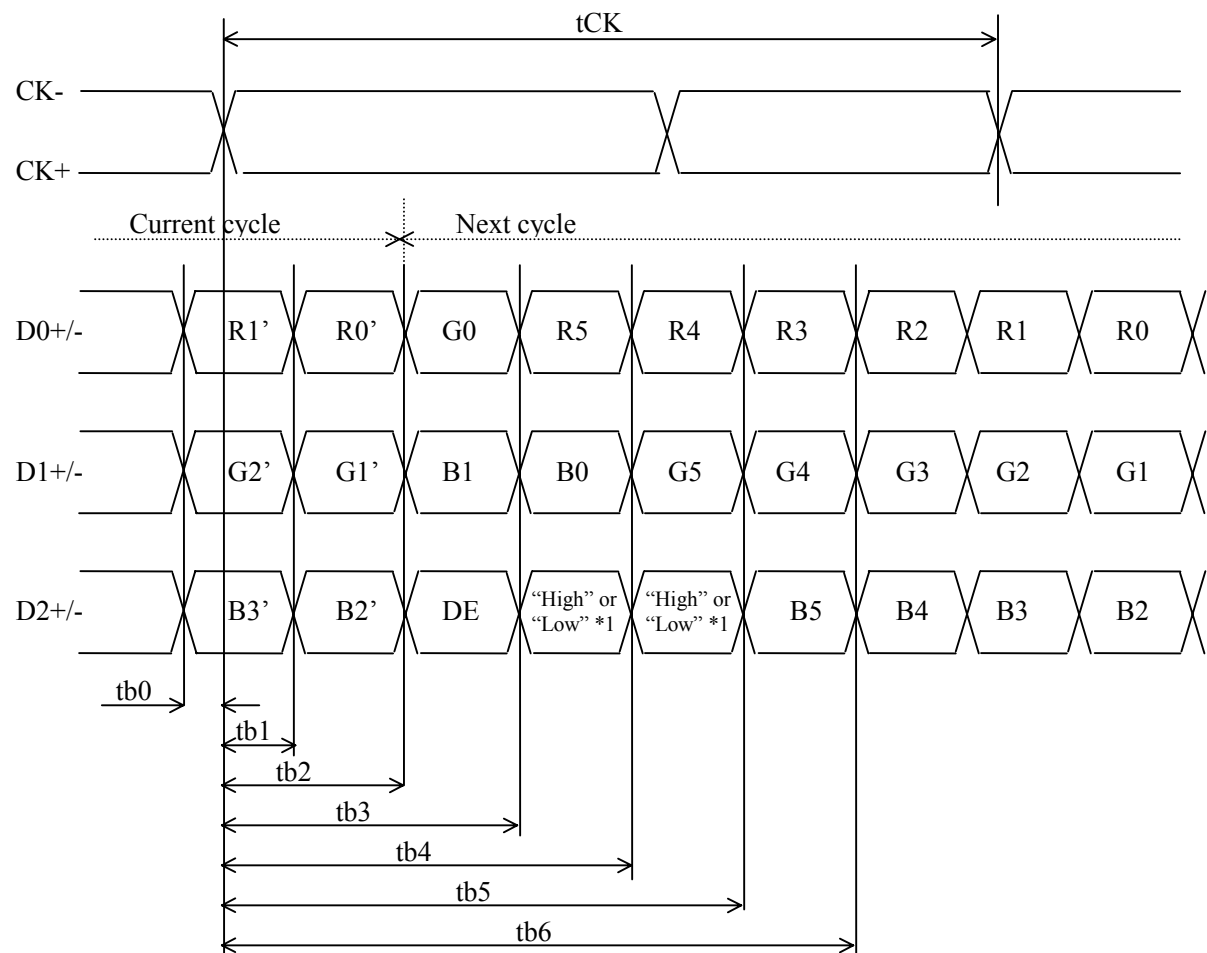 tCK
CK-
CK+
Current cycle Next cycle
D0+/- R1’ R0’ G0 R5 R4 R3 R2 R1 R0
D1+/- G2’ G1’ B1 B0 G5 G4 G3 G2 G1
D2+/- B3’ B2’ DE “High” or “Low” *1 “High” or “Low” *1 B5 B4 B3 B2
tb0
tb1
tb2
tb3
tb4
tb5
tb6